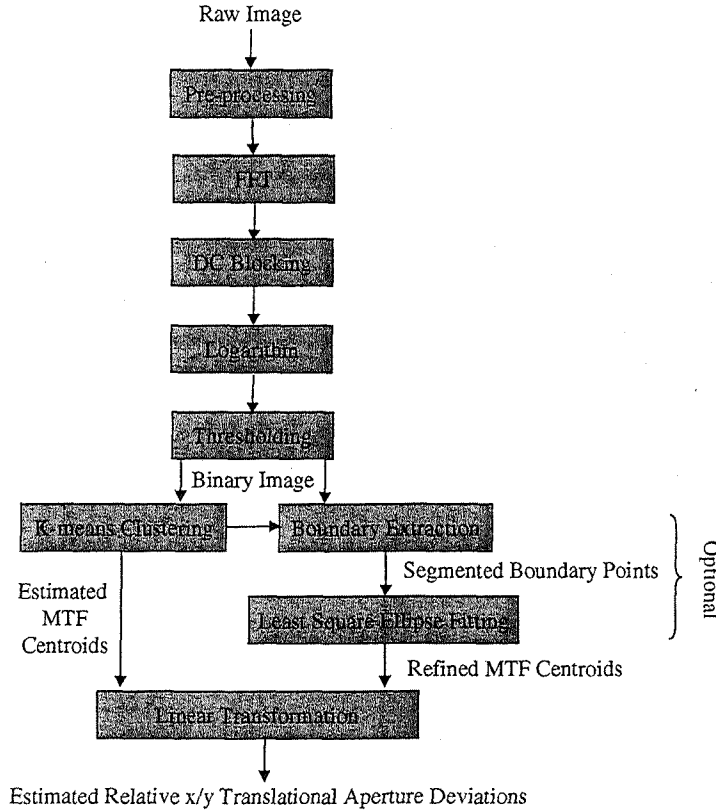 Raw Image
Pre-processing
FFT
DC Blocking
Logarithm
Thresholding
Binary Image
K-means Clustering
Boundary Extraction
Segmented Boundary Points
Optional
Estimated
MTF
Centroids
Least Square Ellipse Fitting
Refined MTF Centroids
Linear Transformation
Estimated Relative x/y Translational Aperture Deviations